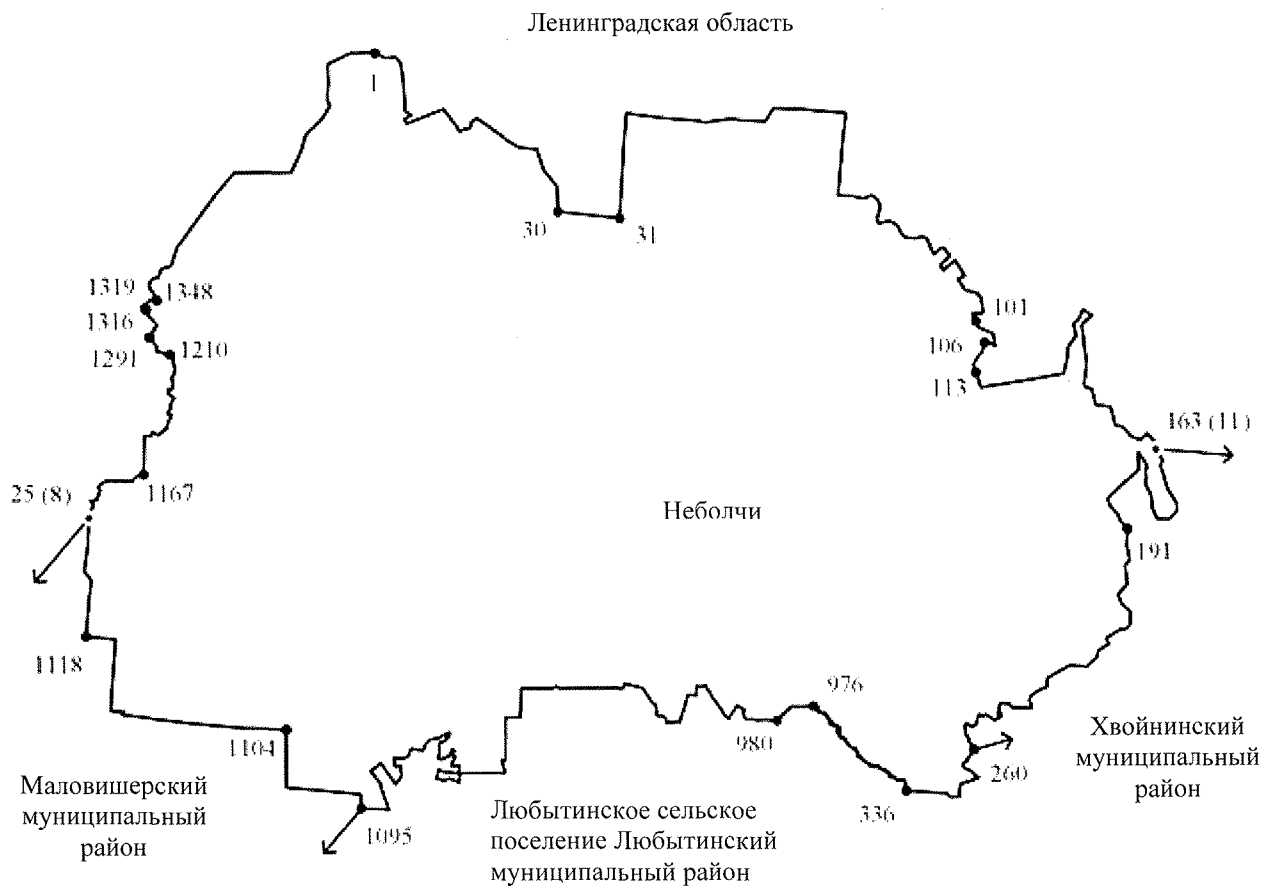 Ленинградская область
1
30
31
1319
1348
1316
1291
1210
101
106
113
163 (11)
25 (8)
1167
Неболчи
191
1118
976
980
1104
260
336
1095
Хвойнинский
муниципальный
район
Маловишерский
муниципальный
район
Любытинское сельское
поселение Любытинский
муниципальный район